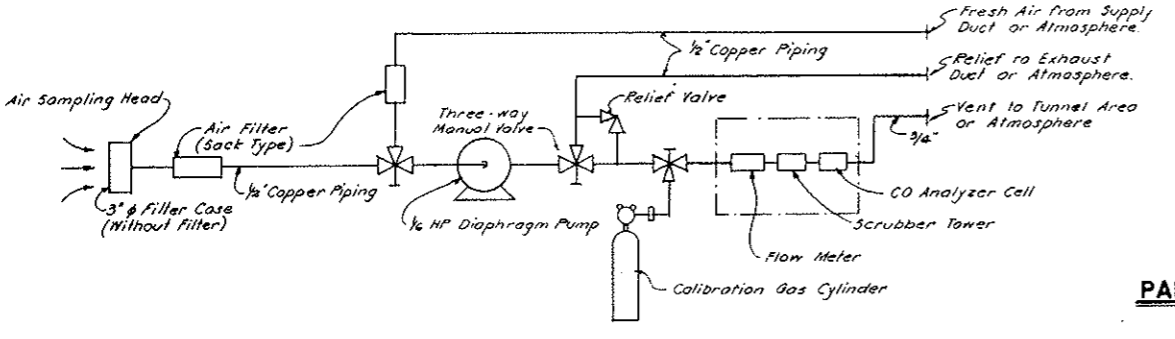 Fresh Air from Supply
Duct or Atmosphere.
1/2" Copper Piping
Relief to Exhaust
Duct or Atmosphere.
Air Sampling Head
Relief Valve
Three-way
Manual Valve
Vent to Tunnel Area
or Atmosphere
3/4"
Air Filter
(Sack Type)
1/2" Copper Piping
3" φ Filter Case
(Without Filter)
1/6 HP Diaphragm Pump
CO Analyzer Cell
Scrubber Tower
Flow Meter
Calibration Gas Cylinder
PA